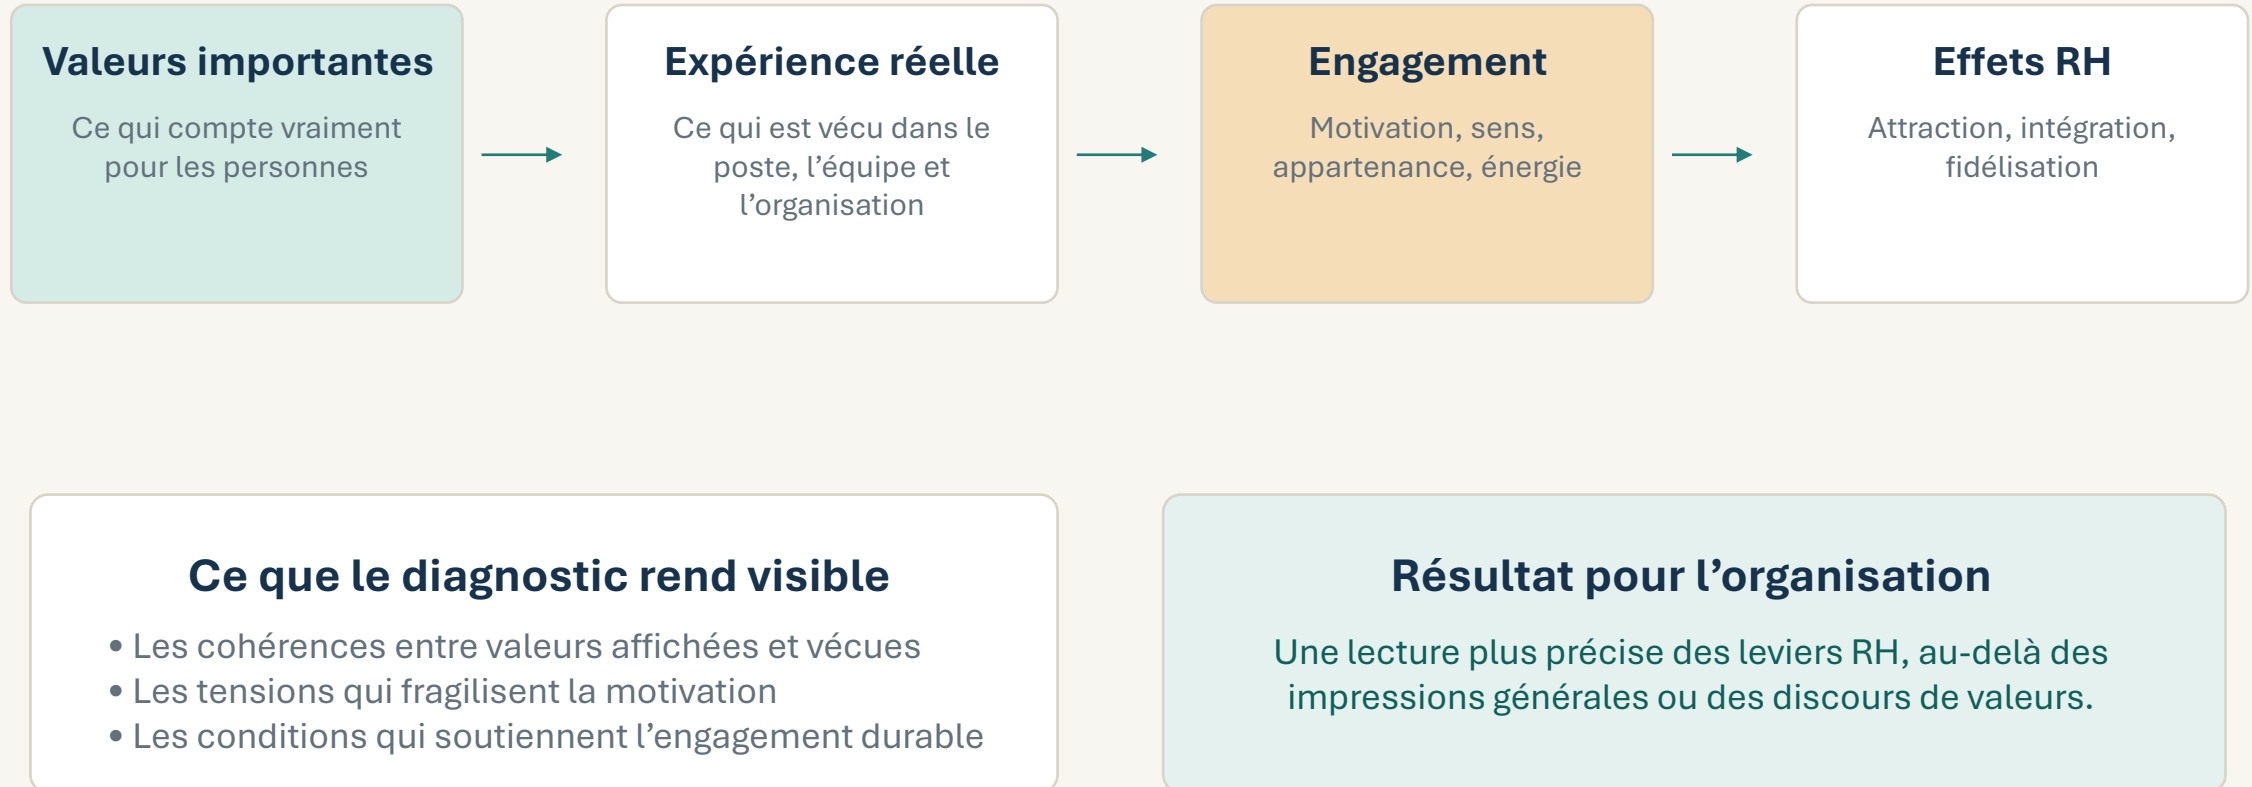 Valeurs importantes
Ce qui compte vraiment
pour les personnes
Expérience réelle
Ce qui est vécu dans le
poste, l’équipe et
l’organisation
Engagement
Motivation, sens,
appartenance, énergie
Effets RH
Attraction, intégration,
fidélisation
Ce que le diagnostic rend visible
• Les cohérences entre valeurs affichées et vécues
• Les tensions qui fragilisent la motivation
• Les conditions qui soutiennent l’engagement durable
Résultat pour l’organisation
Une lecture plus précise des leviers RH, au-delà des
impressions générales ou des discours de valeurs.